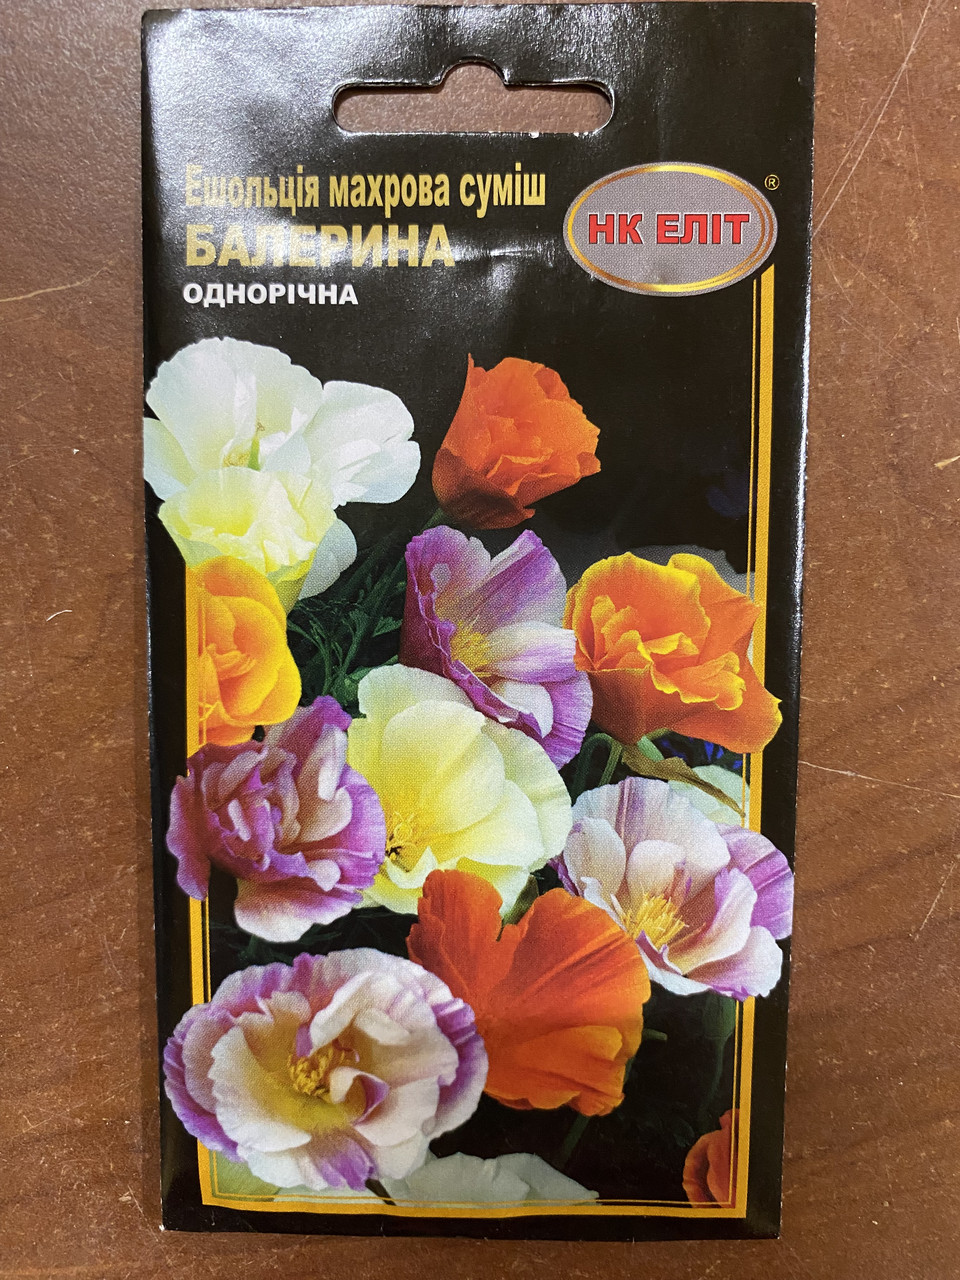 Ешольція махрова суміш
БАЛЕРИНА
ОДНОРІЧНА
НК ЕЛІТ
®